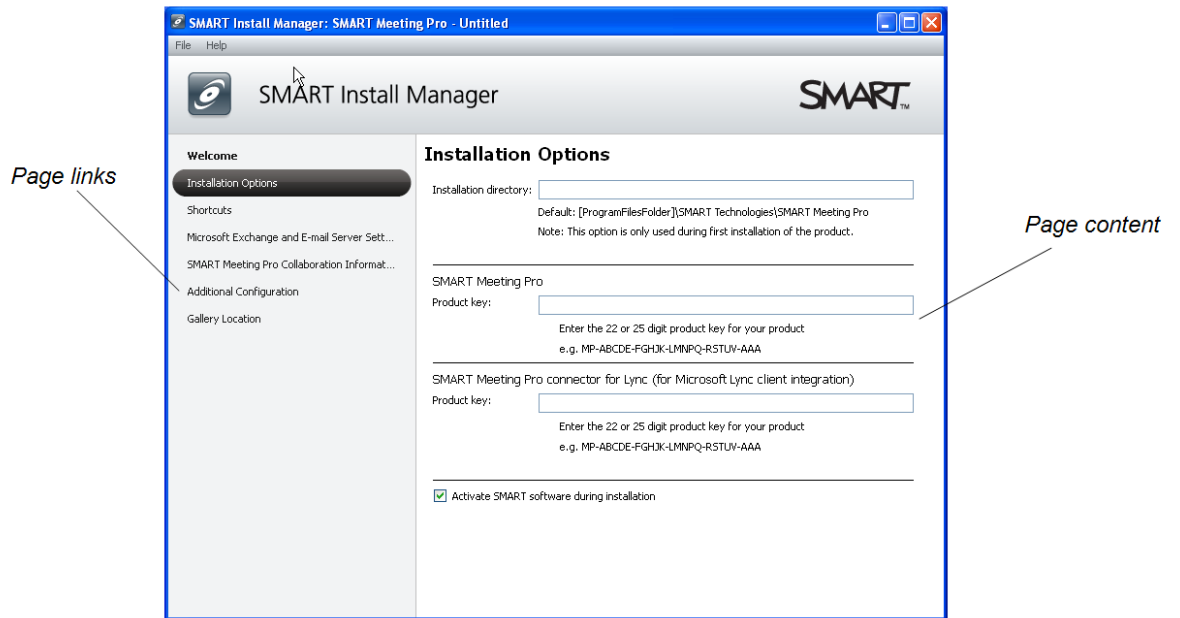 SMART Install Manager: SMART Meeting Pro - Untitled
File Help
SMART Install Manager
SMART™
Page links
Welcome
Installation Options
Shortcuts
Microsoft Exchange and E-mail Server Sett...
SMART Meeting Pro Collaboration Informat...
Additional Configuration
Gallery Location
Installation Options
Installation directory:
Default: [ProgramFilesFolder]\SMART Technologies\SMART Meeting Pro
Note: This option is only used during first installation of the product.
SMART Meeting Pro
Product key:
Enter the 22 or 25 digit product key for your product
e.g. MP-ABCDE-FGHJK-LMNPQ-RSTUV-AAA
SMART Meeting Pro connector for Lync (for Microsoft Lync client integration)
Product key:
Enter the 22 or 25 digit product key for your product
e.g. MP-ABCDE-FGHJK-LMNPQ-RSTUV-AAA
Activate SMART software during installation
Page content